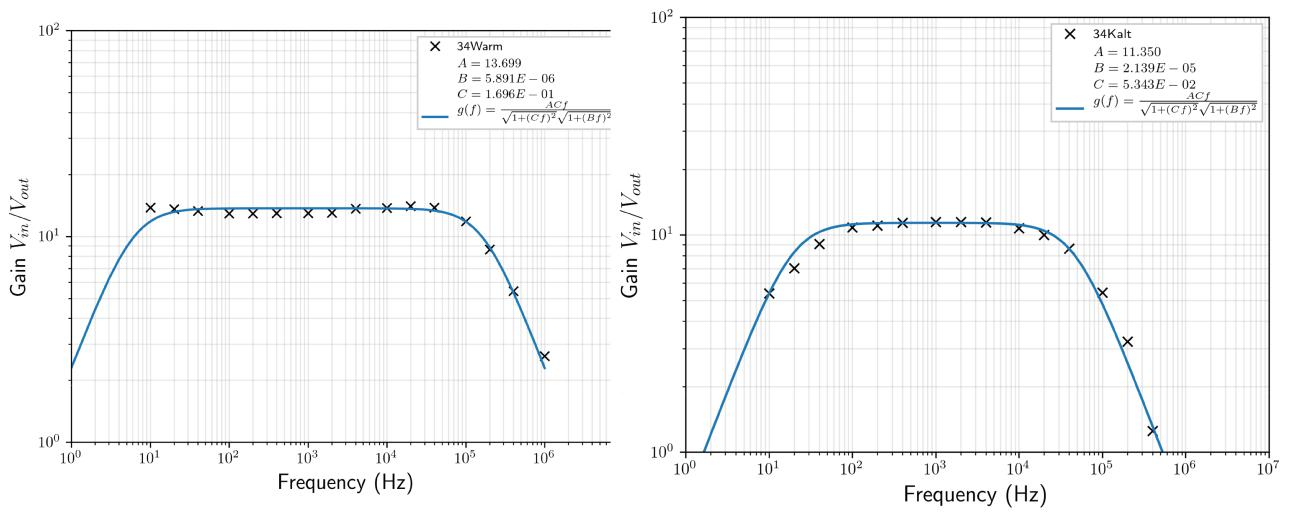 10²
10¹
10⁰
Gain V_in/V_out
34Warm
A = 13.699
B = 5.891E − 06
C = 1.696E − 01
g(f) = ACf / √1+(Cf)² √1+(Bf)²
10⁰ 10¹ 10² 10³ 10⁴ 10⁵ 10⁶
Frequency (Hz)
10²
10¹
10⁰
Gain V_in/V_out
34Kalt
A = 11.350
B = 2.139E − 05
C = 5.343E − 02
g(f) = ACf / √1+(Cf)² √1+(Bf)²
10⁰ 10¹ 10² 10³ 10⁴ 10⁵ 10⁶ 10⁷
Frequency (Hz)